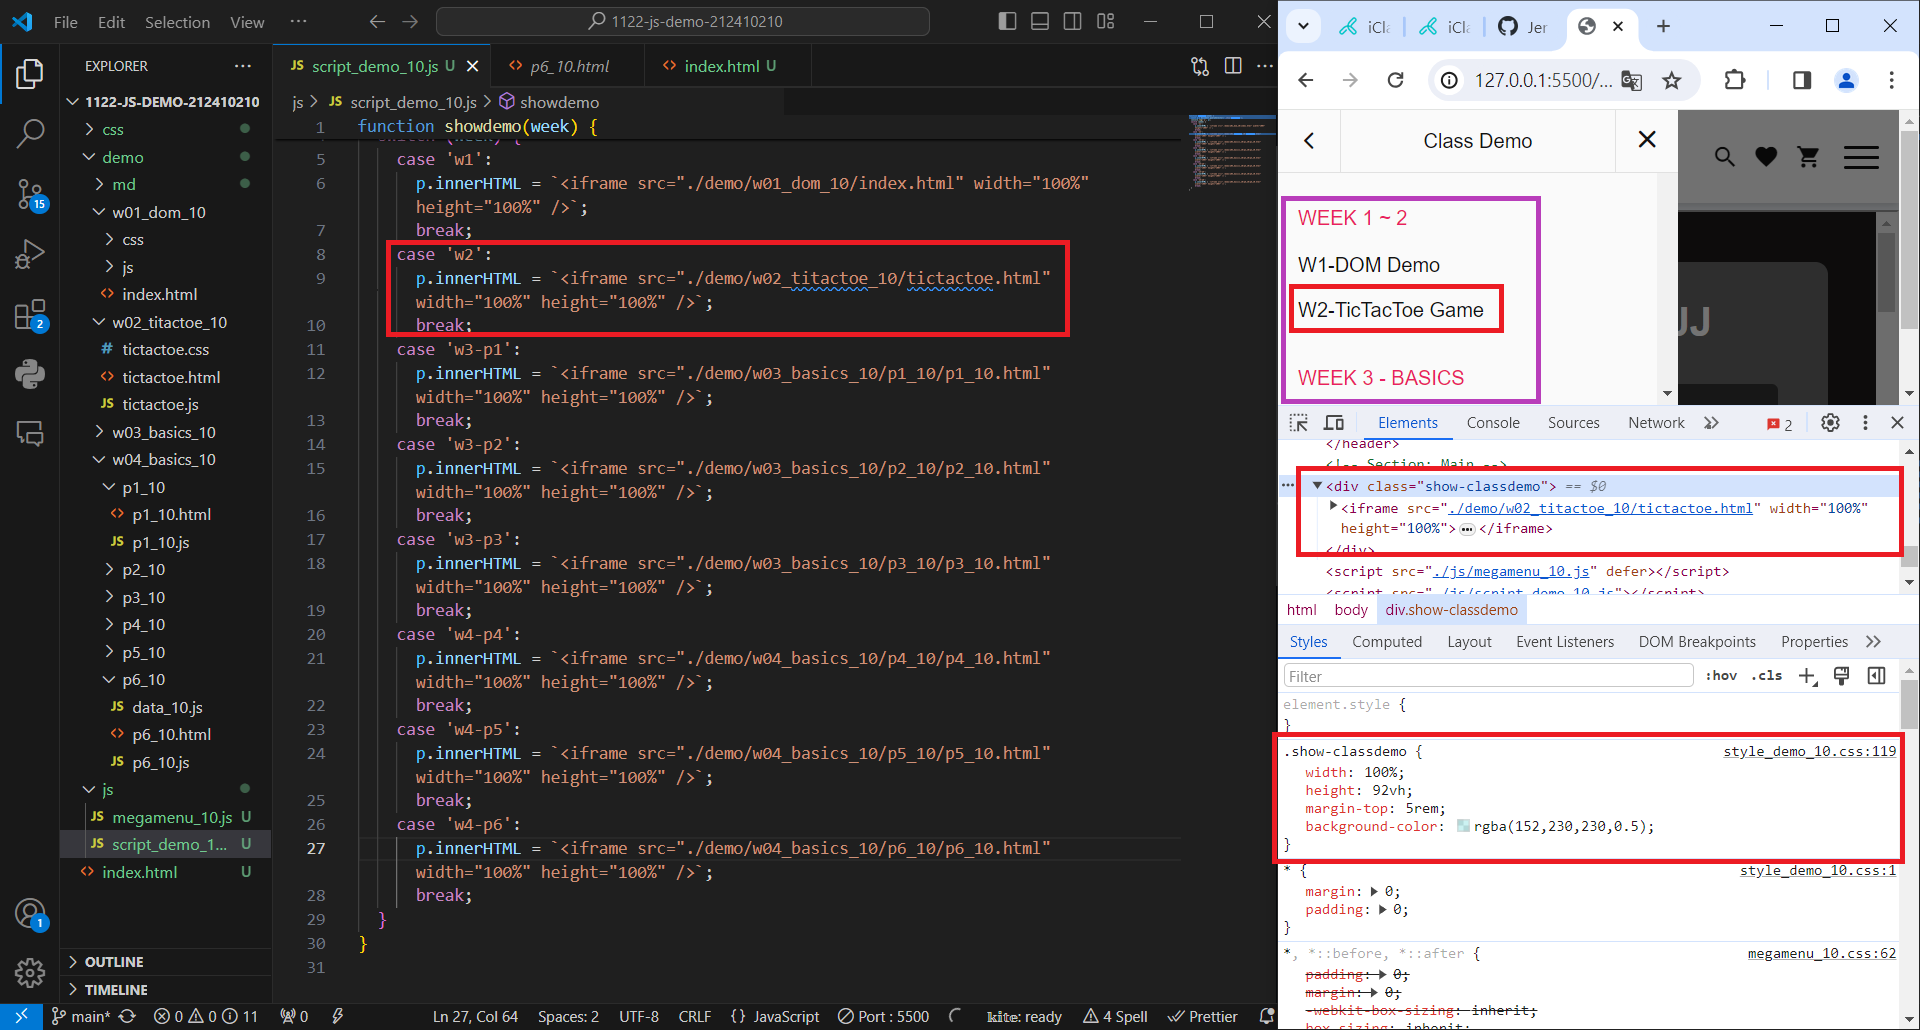 File Edit Selection View ··· 1122-js-demo-212410210
EXPLORER ···
1122-JS-DEMO-212410210
css
demo
md
w01_dom_10
css
js
index.html
w02_titactoe_10
tictactoe.css
tictactoe.html
tictactoe.js
w03_basics_10
w04_basics_10
p1_10
p1_10.html
p1_10.js
p2_10
p3_10
p4_10
p5_10
p6_10
data_10.js
p6_10.html
p6_10.js
js
megamenu_10.js U
script_demo_1... U
index.html U
OUTLINE
TIMELINE
15
2
1
JS script_demo_10.js U p6_10.html index.html U ···
js > JS script_demo_10.js > showdemo
1 function showdemo(week) {
5 case 'w1':
6 p.innerHTML = `<iframe src="./demo/w01_dom_10/index.html" width="100%"
height="100%" />`;
7 break;
8 case 'w2':
9 p.innerHTML = `<iframe src="./demo/w02_titactoe_10/tictactoe.html"
width="100%" height="100%" />`;
10 break;
11 case 'w3-p1':
12 p.innerHTML = `<iframe src="./demo/w03_basics_10/p1_10/p1_10.html"
width="100%" height="100%" />`;
13 break;
14 case 'w3-p2':
15 p.innerHTML = `<iframe src="./demo/w03_basics_10/p2_10/p2_10.html"
width="100%" height="100%" />`;
16 break;
17 case 'w3-p3':
18 p.innerHTML = `<iframe src="./demo/w03_basics_10/p3_10/p3_10.html"
width="100%" height="100%" />`;
19 break;
20 case 'w4-p4':
21 p.innerHTML = `<iframe src="./demo/w04_basics_10/p4_10/p4_10.html"
width="100%" height="100%" />`;
22 break;
23 case 'w4-p5':
24 p.innerHTML = `<iframe src="./demo/w04_basics_10/p5_10/p5_10.html"
width="100%" height="100%" />`;
25 break;
26 case 'w4-p6':
27 p.innerHTML = `<iframe src="./demo/w04_basics_10/p6_10/p6_10.html"
width="100%" height="100%" />`;
28 break;
29 }
30 }
31
main* 0 0 11 0 Ln 27, Col 64 Spaces: 2 UTF-8 CRLF {} JavaScript Port : 5500 kite: ready 4 Spell Prettier
iCla iCla Jer
127.0.0.1:5500/...
Class Demo
WEEK 1 ~ 2
W1-DOM Demo
W2-TicTacToe Game
WEEK 3 - BASICS
JJ
Elements Console Sources Network 2
</header>
<!-- Section: Main -->
<div class="show-classdemo"> == $0
<iframe src="./demo/w02_titactoe_10/tictactoe.html" width="100%"
height="100%">···</iframe>
</div>
<script src="./js/megamenu_10.js" defer></script>
<script src="./js/script_demo_10.js"></script>
html body div.show-classdemo
Styles Computed Layout Event Listeners DOM Breakpoints Properties
Filter :hov .cls
element.style {
}
.show-classdemo { style_demo_10.css:119
width: 100%;
height: 92vh;
margin-top: 5rem;
background-color: rgba(152,230,230,0.5);
}
* { style_demo_10.css:1
margin: 0;
padding: 0;
}
*, *::before, *::after { megamenu_10.css:62
padding: 0;
margin: 0;
-webkit-box-sizing: inherit;
box-sizing: inherit;